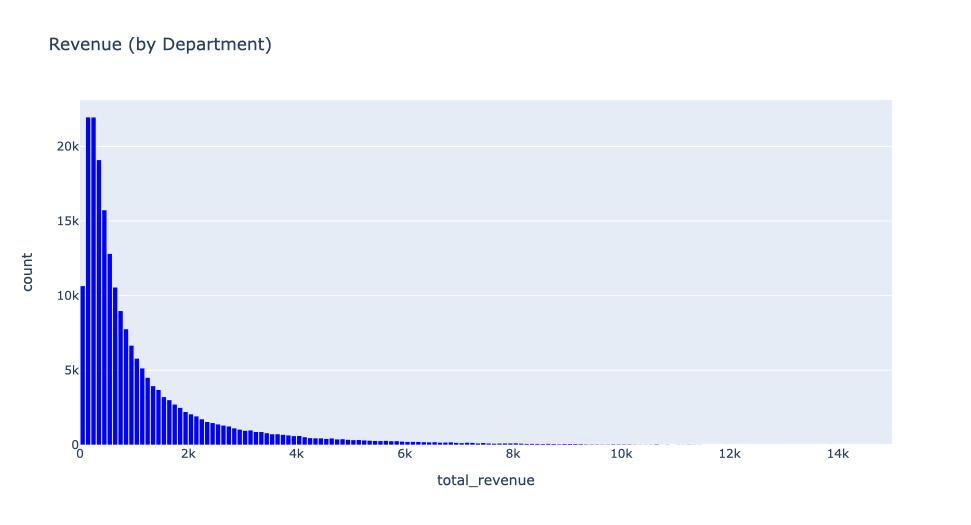 Revenue (by Department)
20k
15k
10k
5k
0
count
0 2k 4k 6k 8k 10k 12k 14k
total_revenue